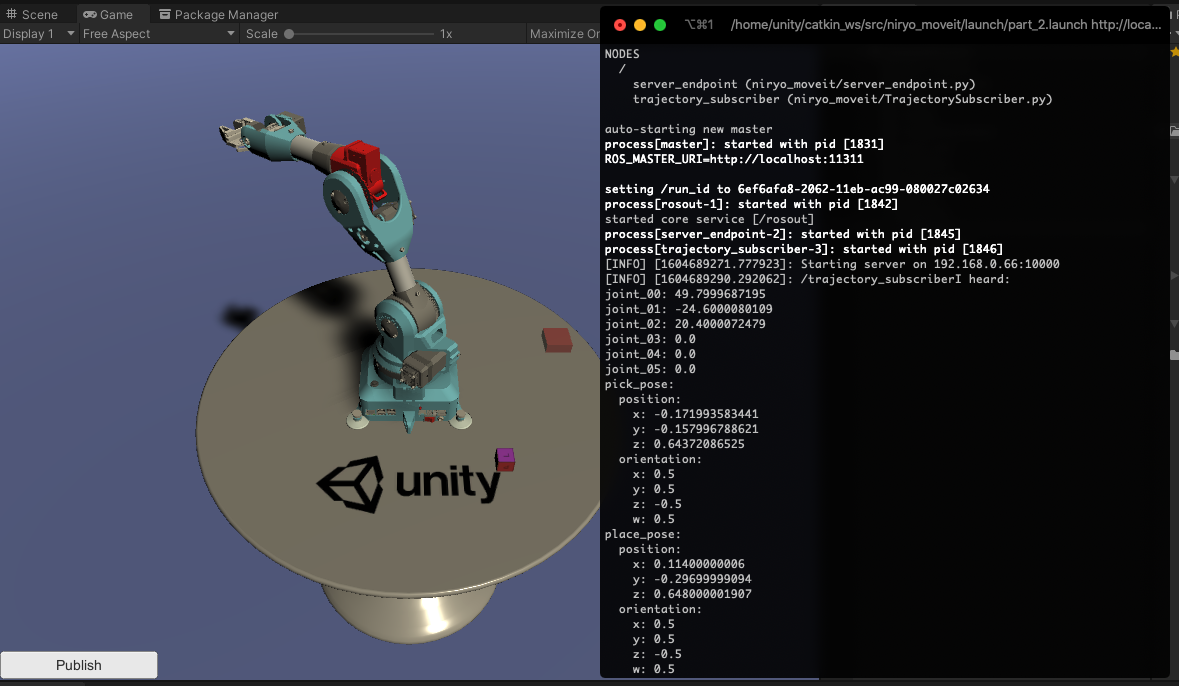 Scene
Game
Package Manager
Display 1
Free Aspect
Scale
1x
Maximize On
unity
Publish
⌥⌘1
/home/unity/catkin_ws/src/niryo_moveit/launch/part_2.launch http://loca...
NODES
/
server_endpoint (niryo_moveit/server_endpoint.py)
trajectory_subscriber (niryo_moveit/TrajectorySubscriber.py)
auto-starting new master
process[master]: started with pid [1831]
ROS_MASTER_URI=http://localhost:11311
setting /run_id to 6ef6afa8-2062-11eb-ac99-080027c02634
process[rosout-1]: started with pid [1842]
started core service [/rosout]
process[server_endpoint-2]: started with pid [1845]
process[trajectory_subscriber-3]: started with pid [1846]
[INFO] [1604689271.777923]: Starting server on 192.168.0.66:10000
[INFO] [1604689290.292062]: /trajectory_subscriberI heard:
joint_00: 49.7999687195
joint_01: -24.6000080109
joint_02: 20.4000072479
joint_03: 0.0
joint_04: 0.0
joint_05: 0.0
pick_pose:
position:
x: -0.171993583441
y: -0.157996788621
z: 0.64372086525
orientation:
x: 0.5
y: 0.5
z: -0.5
w: 0.5
place_pose:
position:
x: 0.11400000006
y: -0.29699999094
z: 0.648000001907
orientation:
x: 0.5
y: 0.5
z: -0.5
w: 0.5